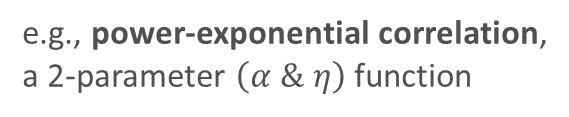 e.g., power-exponential correlation,
a 2-parameter (𝛼 & 𝜂) function